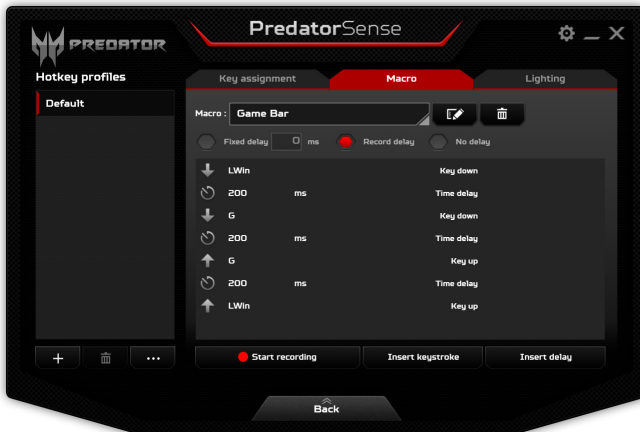 PredatorSense
PREDATOR
Hotkey profiles
Key assignment Macro Lighting
Default
Macro : Game Bar
Fixed delay 0 ms Record delay No delay
LWin Key down
200 ms Time delay
G Key down
200 ms Time delay
G Key up
200 ms Time delay
LWin Key up
+ ...
Start recording Insert keystroke Insert delay
Back